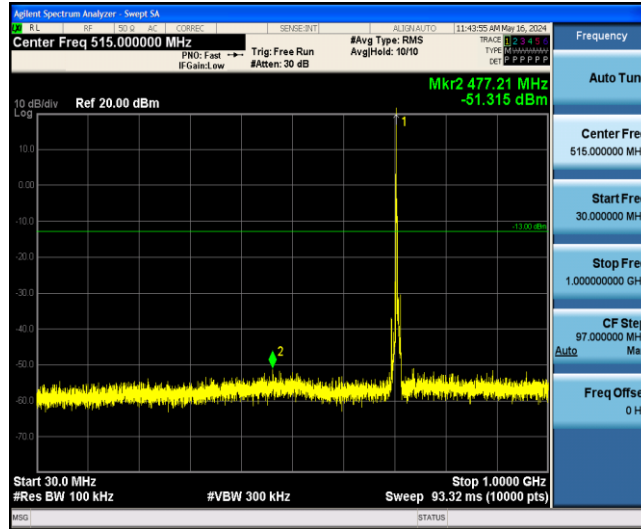 Agilent Spectrum Analyzer - Swept SA
RL RF 50 Ω AC CORREC SENSE:INT ALIGN AUTO 11:43:55 AM May 16, 2024
Center Freq 515.000000 MHz
PNO: Fast
IFGain:Low
Trig: Free Run
#Atten: 30 dB
#Avg Type: RMS
Avg|Hold: 10/10
TRACE 1 2 3 4 5 6
TYPE M
DET P P P P P P
Mkr2 477.21 MHz
-51.315 dBm
10 dB/div Ref 20.00 dBm
Log
1
10.0
0.00
-10.0
-13.00 dBm
-20.0
-30.0
-40.0
2
-50.0
-60.0
-70.0
Start 30.0 MHz
Stop 1.0000 GHz
#Res BW 100 kHz
#VBW 300 kHz
Sweep 93.32 ms (10000 pts)
MSG
STATUS
Frequency
Auto Tun
Center Fre
515.000000 MH
Start Fre
30.000000 MH
Stop Fre
1.000000000 GH
CF Ste
97.000000 MH
Auto Ma
Freq Offse
0 H